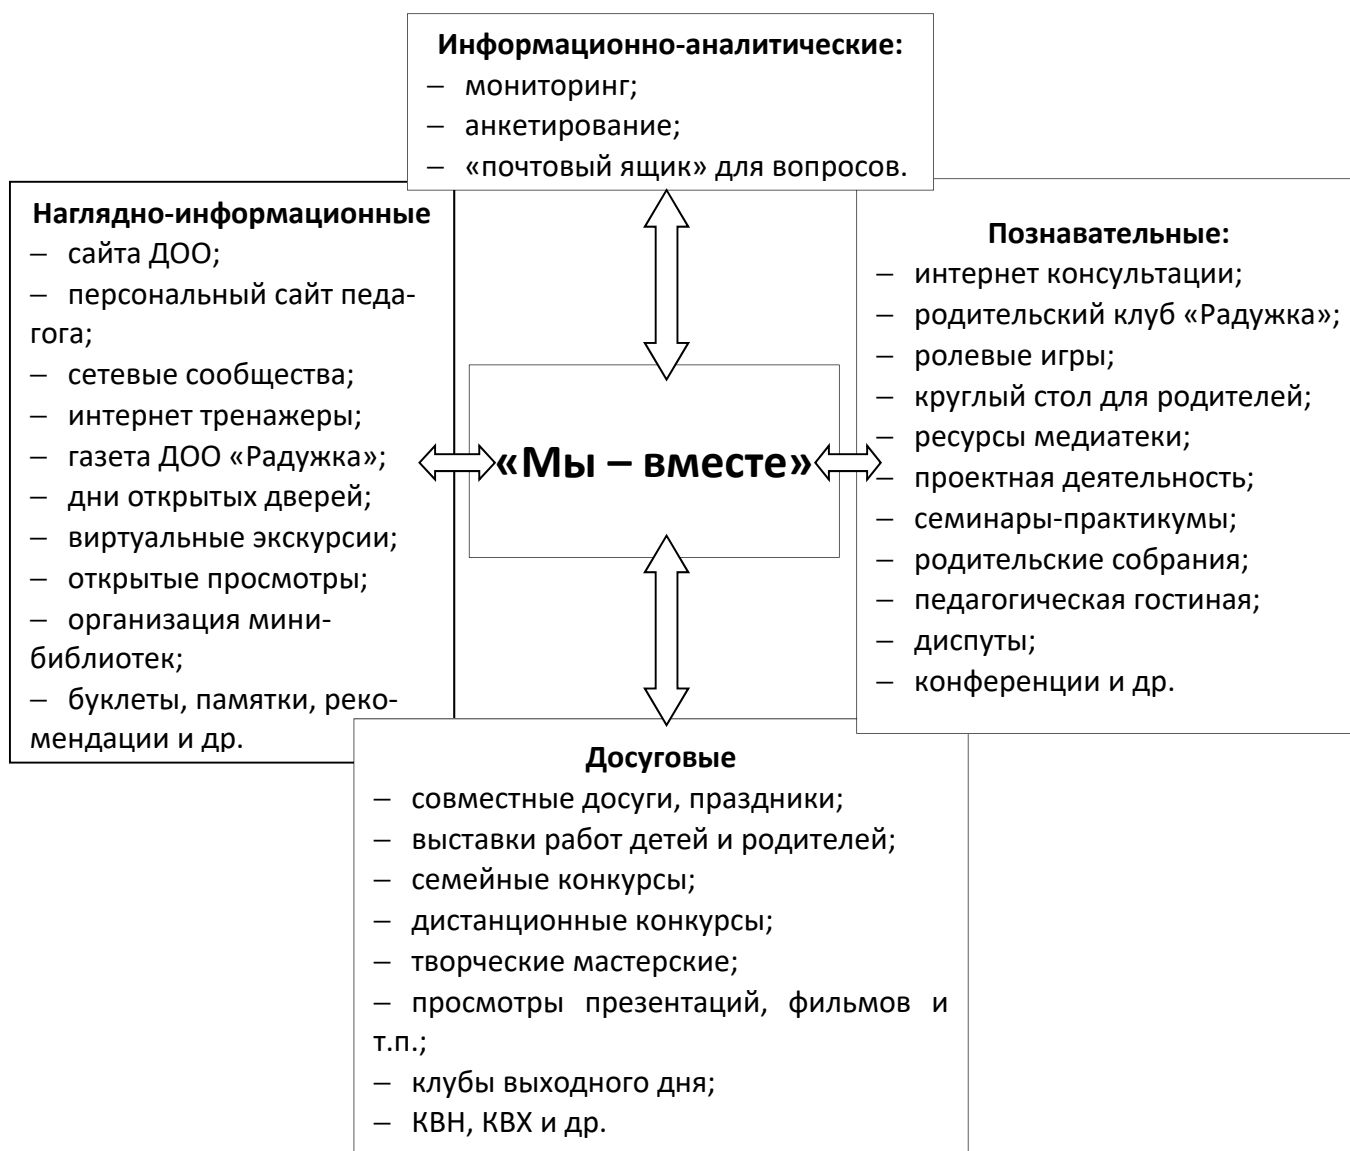 Информационно-аналитические:
– мониторинг;
– анкетирование;
– «почтовый ящик» для вопросов.
Наглядно-информационные
– сайта ДОО;
– персональный сайт педа-
гога;
– сетевые сообщества;
– интернет тренажеры;
– газета ДОО «Радужка»;
– дни открытых дверей;
– виртуальные экскурсии;
– открытые просмотры;
– организация мини-
библиотек;
– буклеты, памятки, реко-
мендации и др.
«Мы – вместе»
Познавательные:
– интернет консультации;
– родительский клуб «Радужка»;
– ролевые игры;
– круглый стол для родителей;
– ресурсы медиатеки;
– проектная деятельность;
– семинары-практикумы;
– родительские собрания;
– педагогическая гостиная;
– диспуты;
– конференции и др.
Досуговые
– совместные досуги, праздники;
– выставки работ детей и родителей;
– семейные конкурсы;
– дистанционные конкурсы;
– творческие мастерские;
– просмотры презентаций, фильмов и
т.п.;
– клубы выходного дня;
– КВН, КВХ и др.